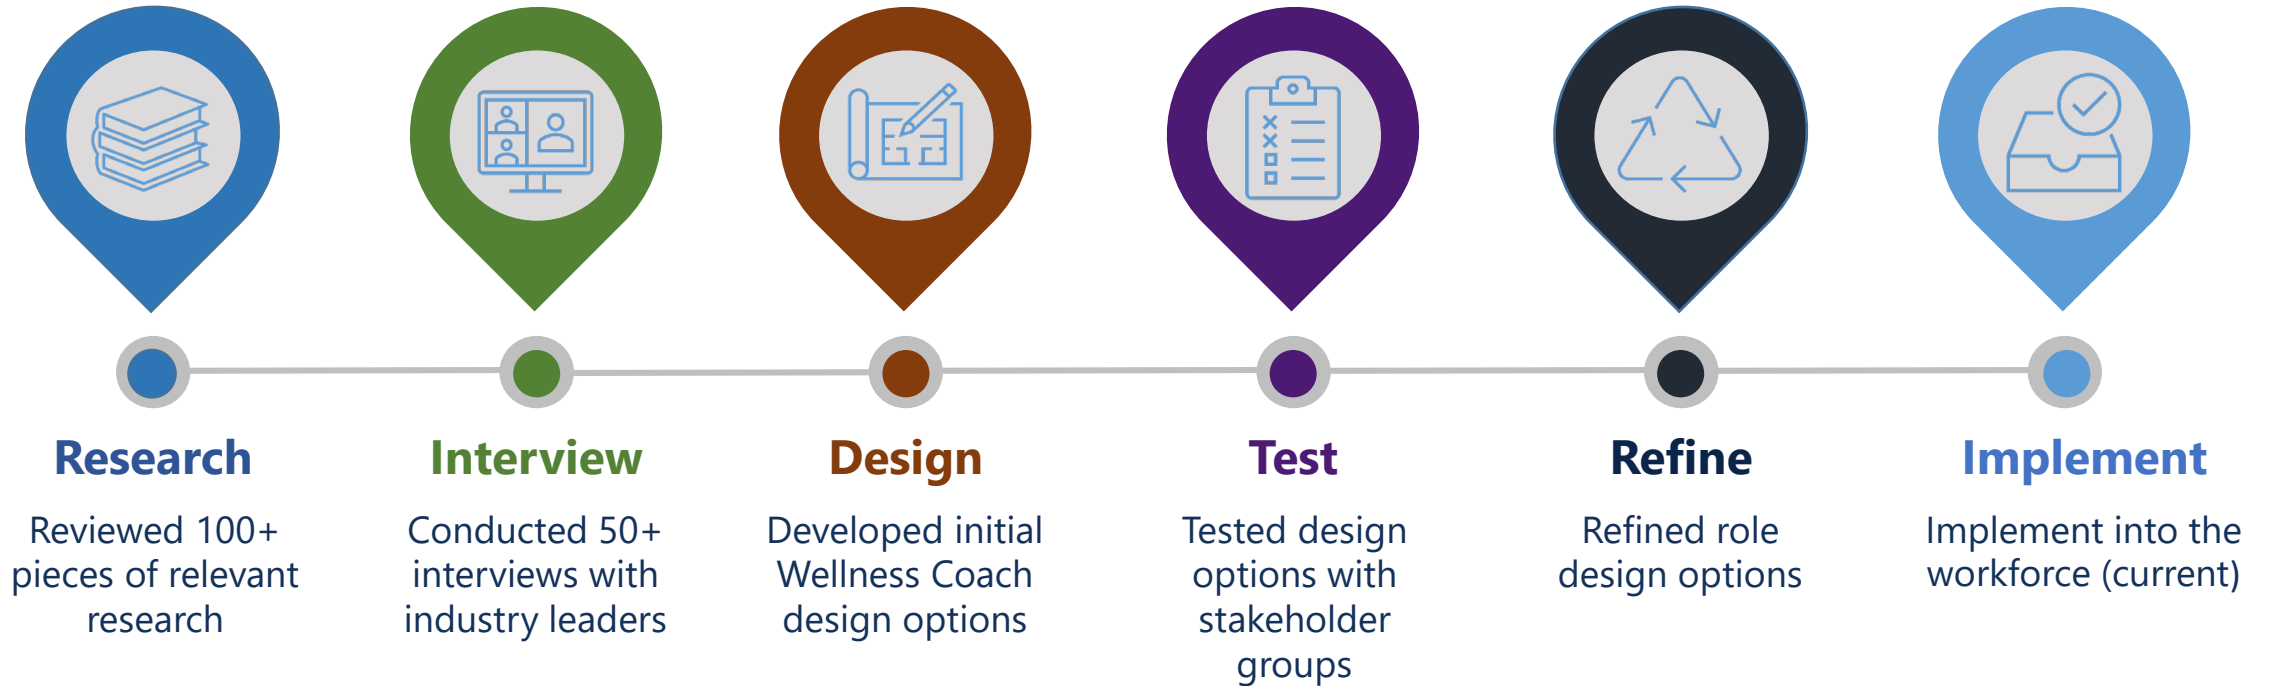 Research
Reviewed 100+
pieces of relevant
research
Interview
Conducted 50+
interviews with
industry leaders
Design
Developed initial
Wellness Coach
design options
Test
Tested design
options with
stakeholder
groups
Refine
Refined role
design options
Implement
Implement into the
workforce (current)